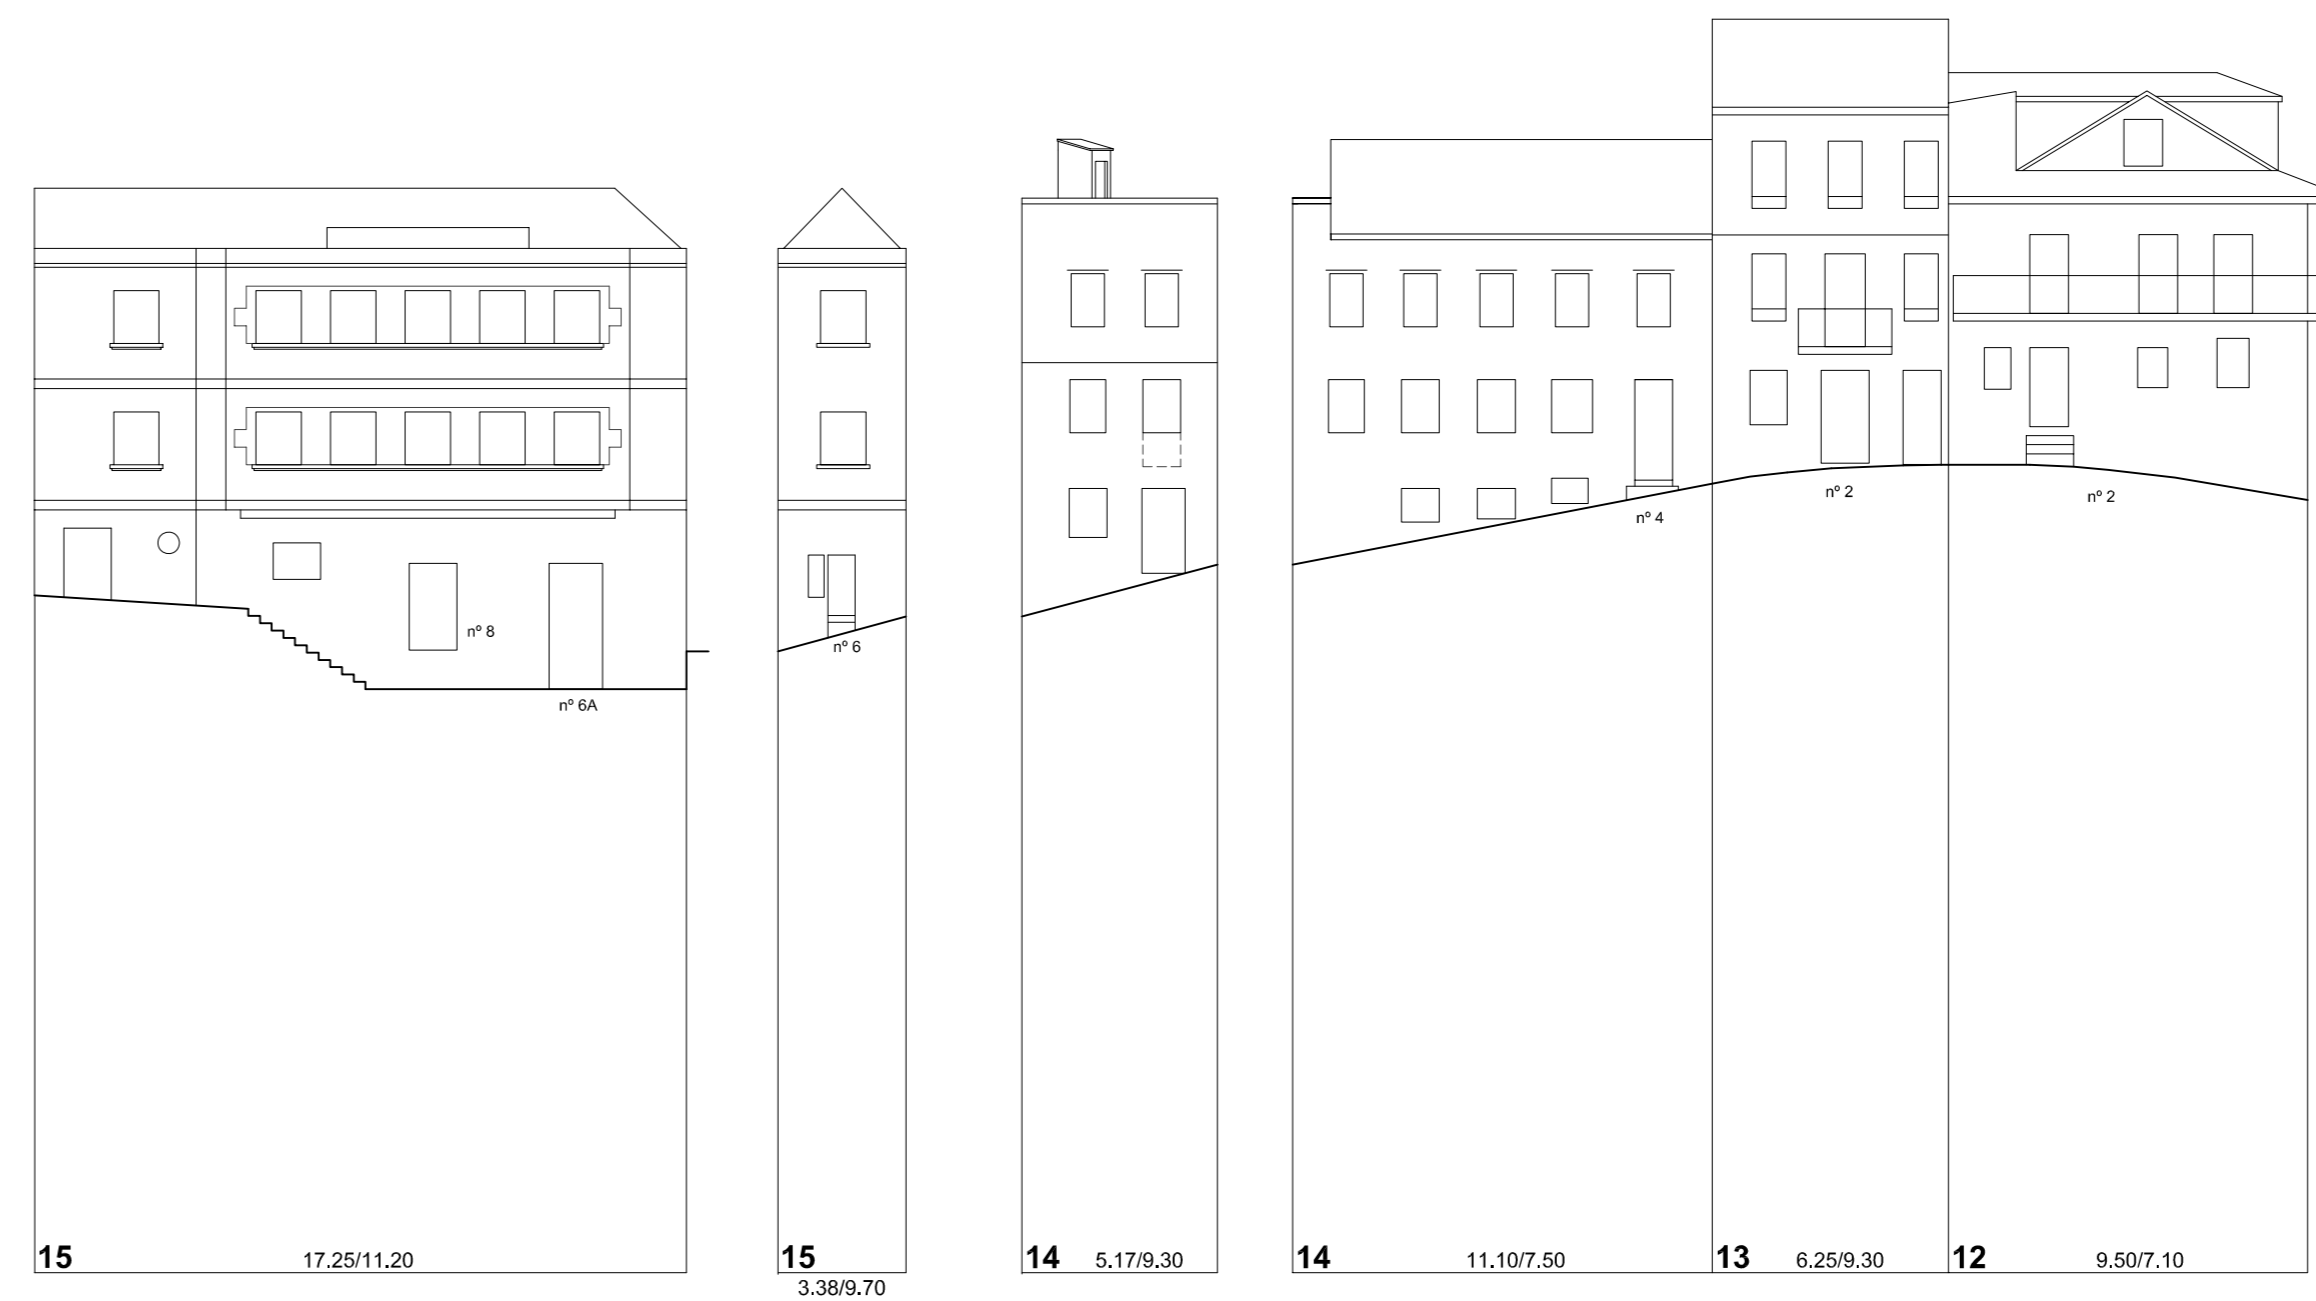 nº 4
nº 2
nº 2
nº 8
nº 6
nº 6A
15 17.25/11.20
15
3.38/9.70
14 5.17/9.30
14 11.10/7.50
13 6.25/9.30
12 9.50/7.10